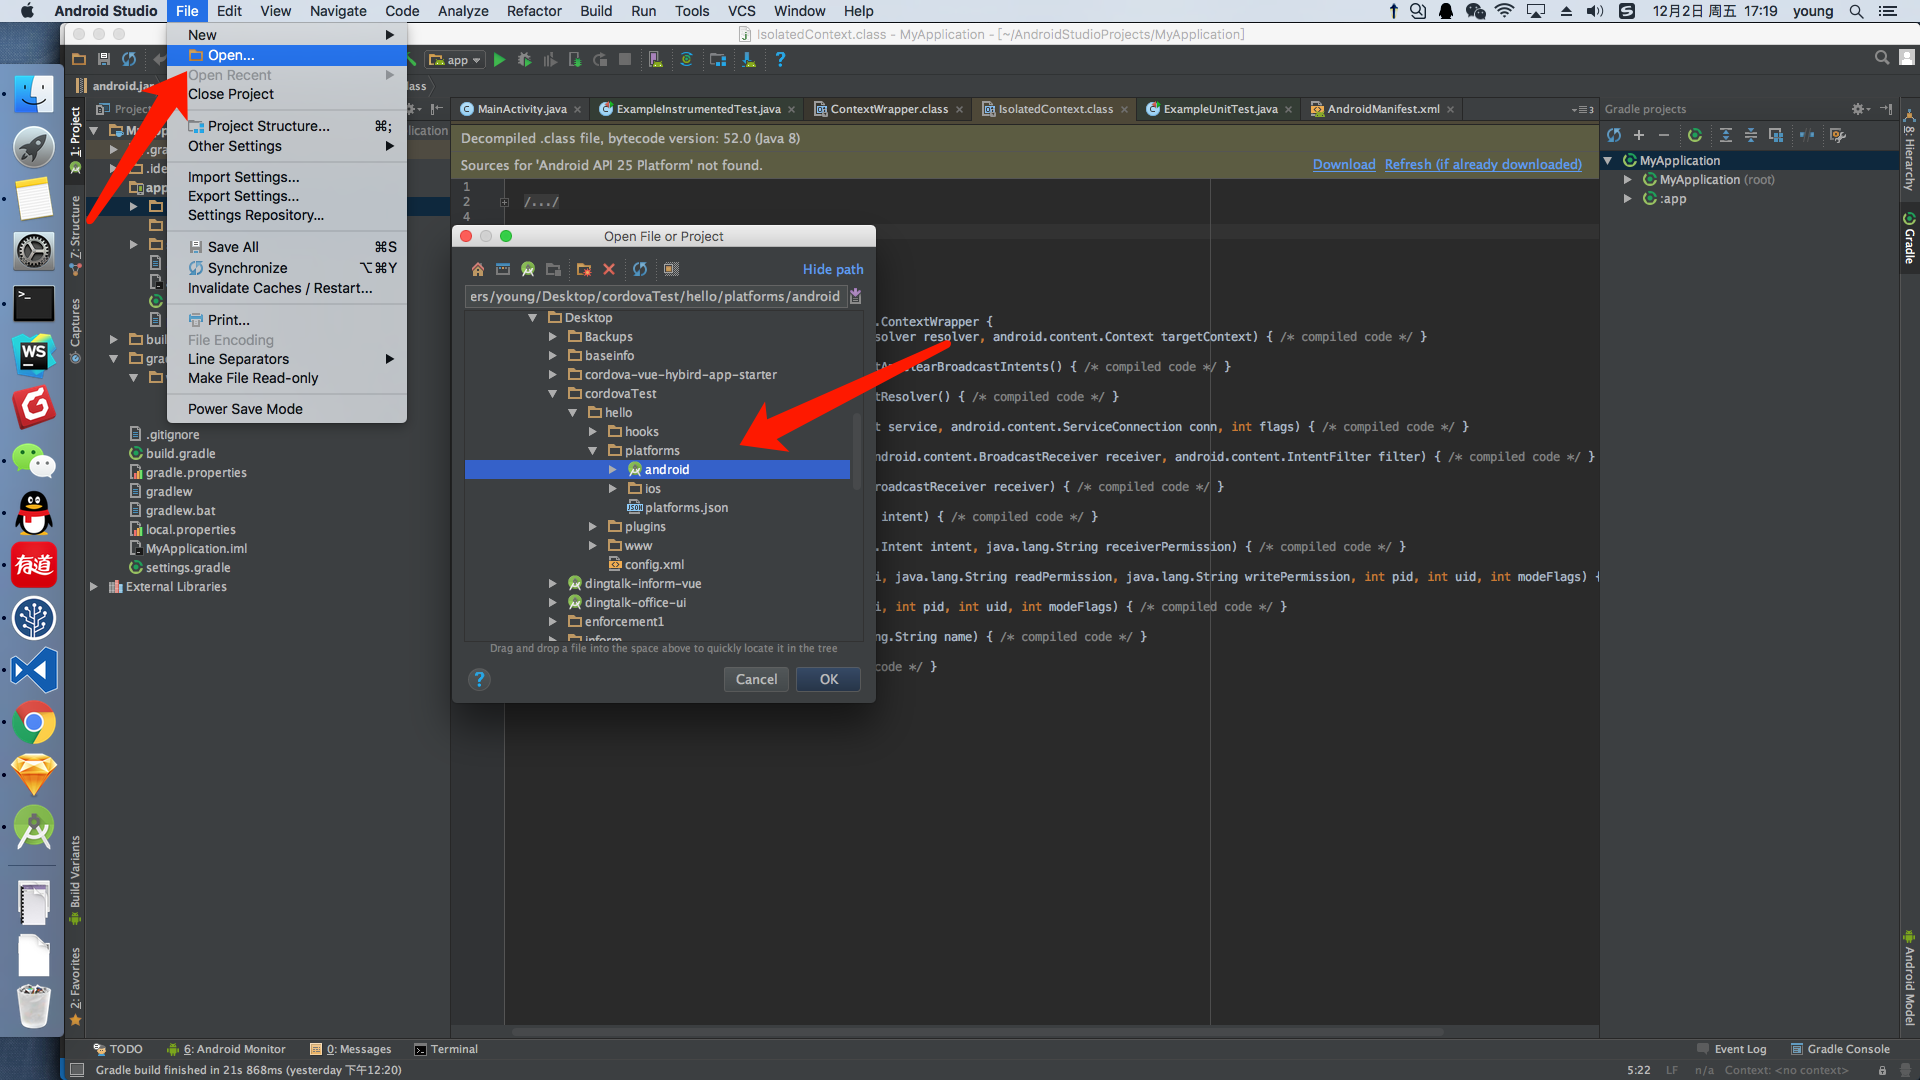 Android Studio File Edit View Navigate Code Analyze Refactor Build Run Tools VCS Window Help
12月2日 周五 17:19 young
IsolatedContext.class - MyApplication - [~/AndroidStudioProjects/MyApplication]
New
Open...
Open Recent
Close Project
Project Structure... ⌘;
Other Settings
Import Settings...
Export Settings...
Settings Repository...
Save All ⌘S
Synchronize ⌥⌘Y
Invalidate Caches / Restart...
Print...
File Encoding
Line Separators
Make File Read-only
Power Save Mode
app
android.jar
MainActivity.java ExampleInstrumentedTest.java ContextWrapper.class IsolatedContext.class ExampleUnitTest.java AndroidManifest.xml
Decompiled .class file, bytecode version: 52.0 (Java 8)
Sources for 'Android API 25 Platform' not found. Download Refresh (if already downloaded)
1
2 /.../
4
1: Project
Z: Structure
Captures
Build Variants
2: Favorites
.gitignore
build.gradle
gradle.properties
gradlew
gradlew.bat
local.properties
MyApplication.iml
settings.gradle
External Libraries
Open File or Project
Hide path
ers/young/Desktop/cordovaTest/hello/platforms/android
Desktop
Backups
baseinfo
cordova-vue-hybird-app-starter
cordovaTest
hello
hooks
platforms
android
ios
platforms.json
plugins
www
config.xml
dingtalk-inform-vue
dingtalk-office-ui
enforcement1
inform
Drag and drop a file into the space above to quickly locate it in the tree
? Cancel OK
.ContextWrapper {
solver resolver, android.content.Context targetContext) { /* compiled code */ }
earBroadcastIntents() { /* compiled code */ }
tResolver() { /* compiled code */ }
t service, android.content.ServiceConnection conn, int flags) { /* compiled code */ }
ndroid.content.BroadcastReceiver receiver, android.content.IntentFilter filter) { /* compiled code */ }
roadcastReceiver receiver) { /* compiled code */ }
intent) { /* compiled code */ }
.Intent intent, java.lang.String receiverPermission) { /* compiled code */ }
i, java.lang.String readPermission, java.lang.String writePermission, int pid, int uid, int modeFlags) {
i, int pid, int uid, int modeFlags) { /* compiled code */ }
ng.String name) { /* compiled code */ }
code */ }
Gradle projects
MyApplication
MyApplication (root)
:app
8: Hierarchy
Gradle
Android Model
WS
有道
TODO 6: Android Monitor 0: Messages Terminal Event Log Gradle Console
Gradle build finished in 21s 868ms (yesterday 下午12:20) 5:22 LF n/a Context: <no context>